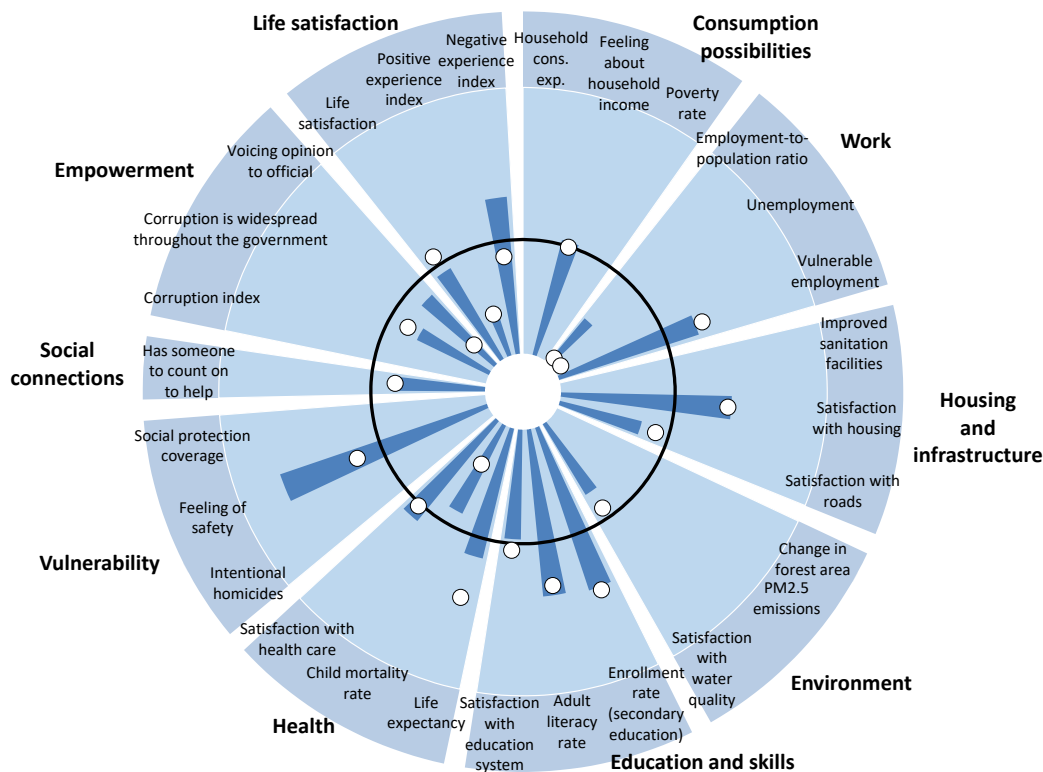 Life satisfaction
Negative
experience
index
Positive
experience
index
Life
satisfaction
Consumption
possibilities
Household
cons.
exp.
Feeling
about
household
income
Poverty
rate
Work
Employment-to-
population ratio
Unemployment
Vulnerable
employment
Housing
and
infrastructure
Improved
sanitation
facilities
Satisfaction
with housing
Satisfaction with
roads
Environment
Change in
forest area
PM2.5
emissions
Satisfaction
with
water
quality
Education and skills
Enrollment
rate
(secondary
education)
Adult
literacy
rate
Satisfaction
with
education
system
Health
Life
expectancy
Child mortality
rate
Satisfaction with
health care
Vulnerability
Intentional
homicides
Feeling of
safety
Social protection
coverage
Social
connections
Has someone
to count on
to help
Empowerment
Corruption index
Corruption is widespread
throughout the government
Voicing opinion
to official